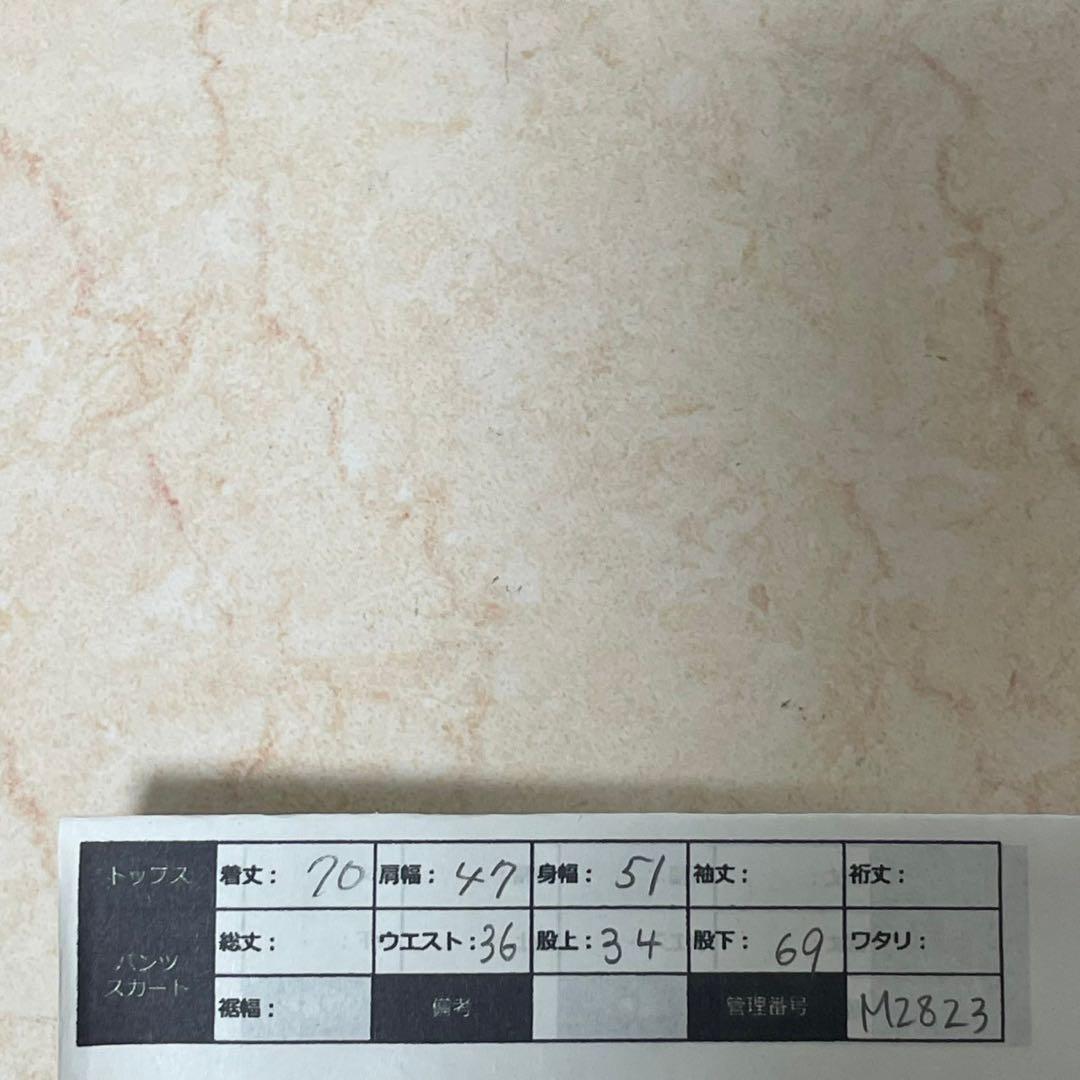 トップス 着丈： 70 肩幅： 47 身幅： 51 袖丈： 裄丈：
パンツ スカート 総丈： ウエスト：36 股上：34 股下： 69 ワタリ：
裾幅： 備考 管理番号 M2823